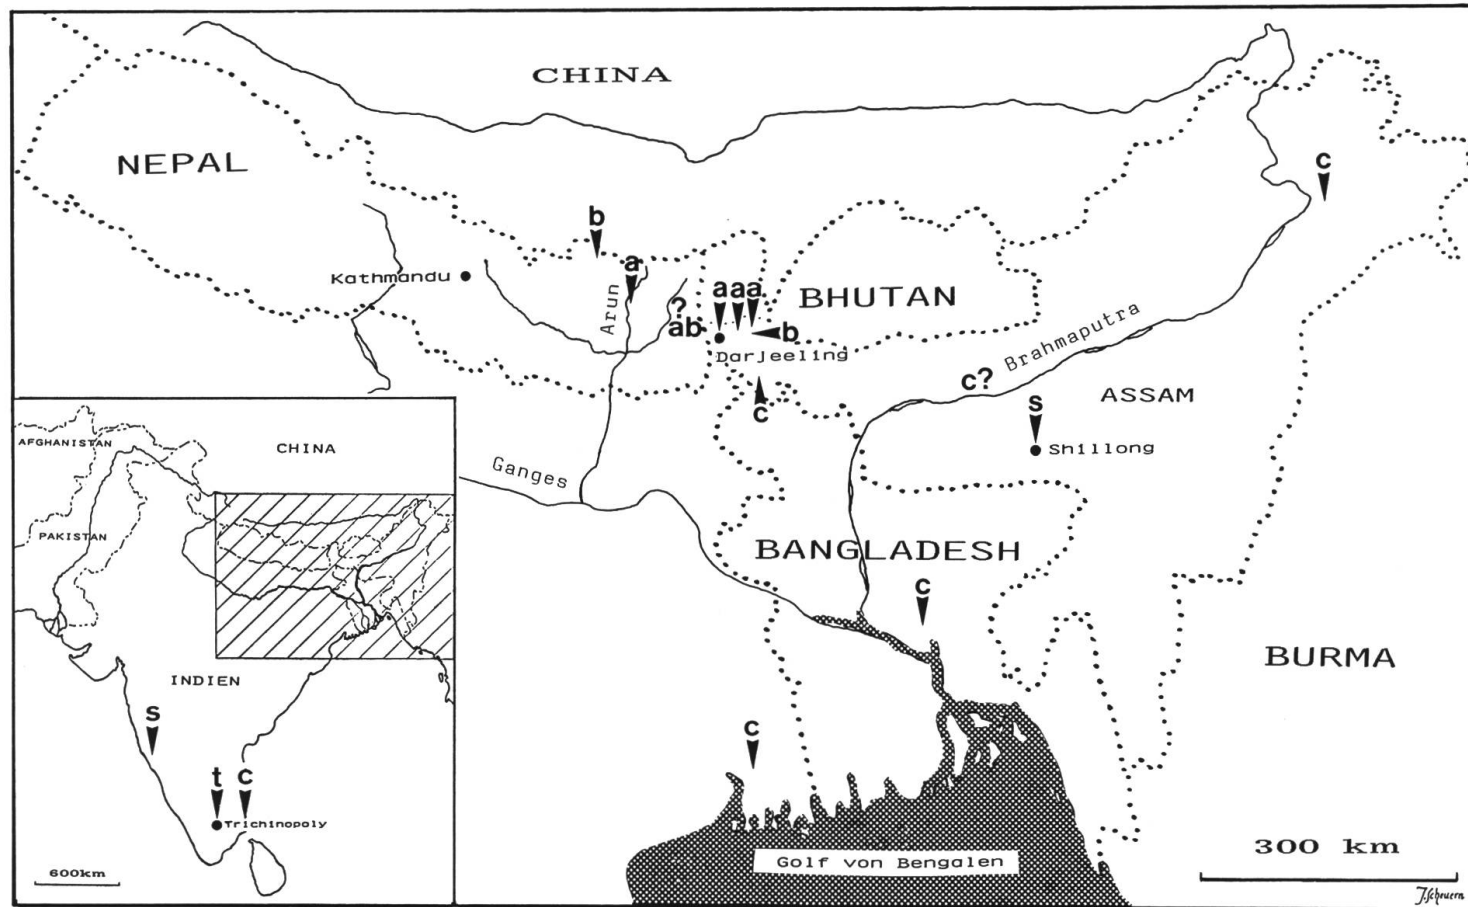 CHINA
NEPAL
c
b
a
Kathmandu
Arun
?
ab
a a a
b
BHUTAN
Darjeeling
Brahmaputra
c?
c
ASSAM
s
Shillong
Ganges
BANGLADESH
c
BURMA
c
Golf von Bengalen
300 km
J. Scheuern
AFGHANISTAN
CHINA
PAKISTAN
INDIEN
s
t c
Trichinopoly
600km